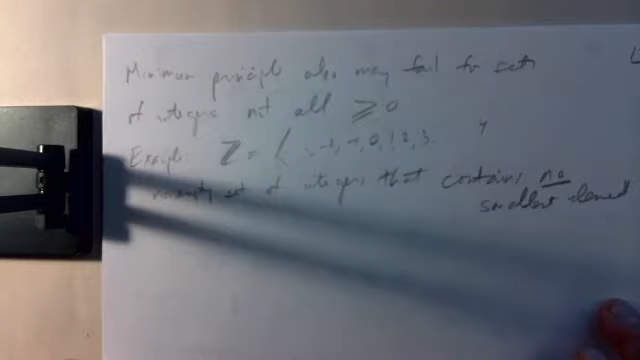 Minimum principle also may fail for sets
of integers not all ≥ 0
Example: ℤ = { .. -2, -1, 0, 1, 2, 3 .. }
nonempty set of integers that contains no
smallest element